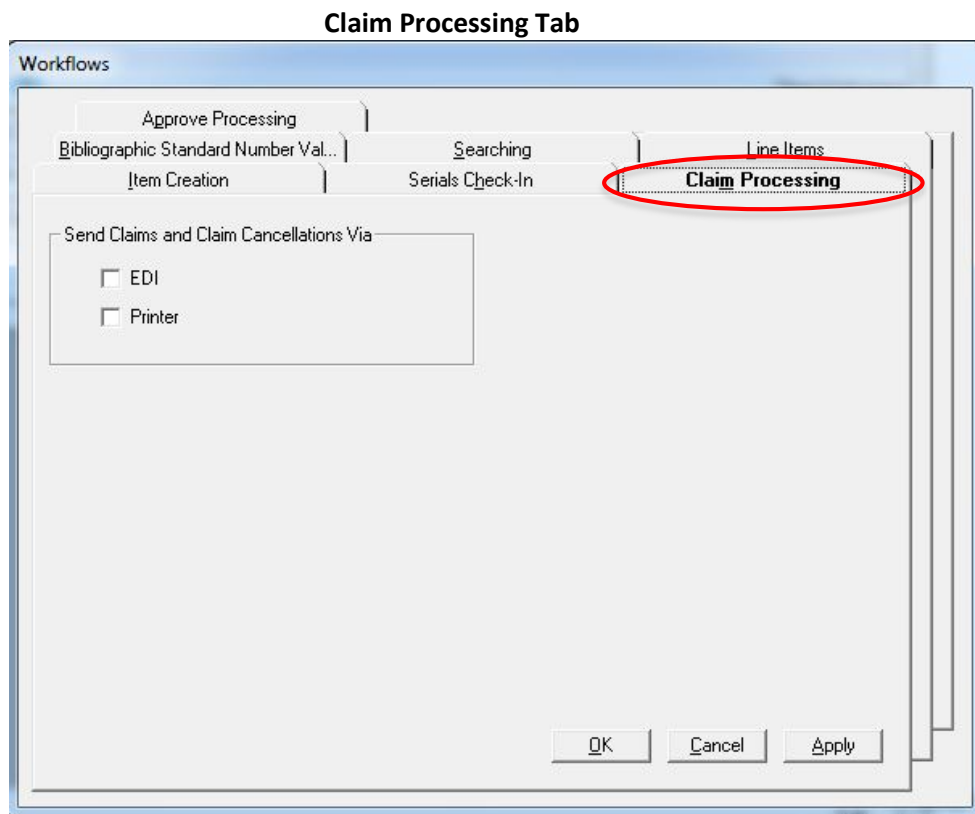 Claim Processing Tab
Workflows
Approve Processing
Bibliographic Standard Number Val...
Searching
Line Items
Item Creation
Serials Check-In
Claim Processing
Send Claims and Claim Cancellations Via
EDI
Printer
OK
Cancel
Apply